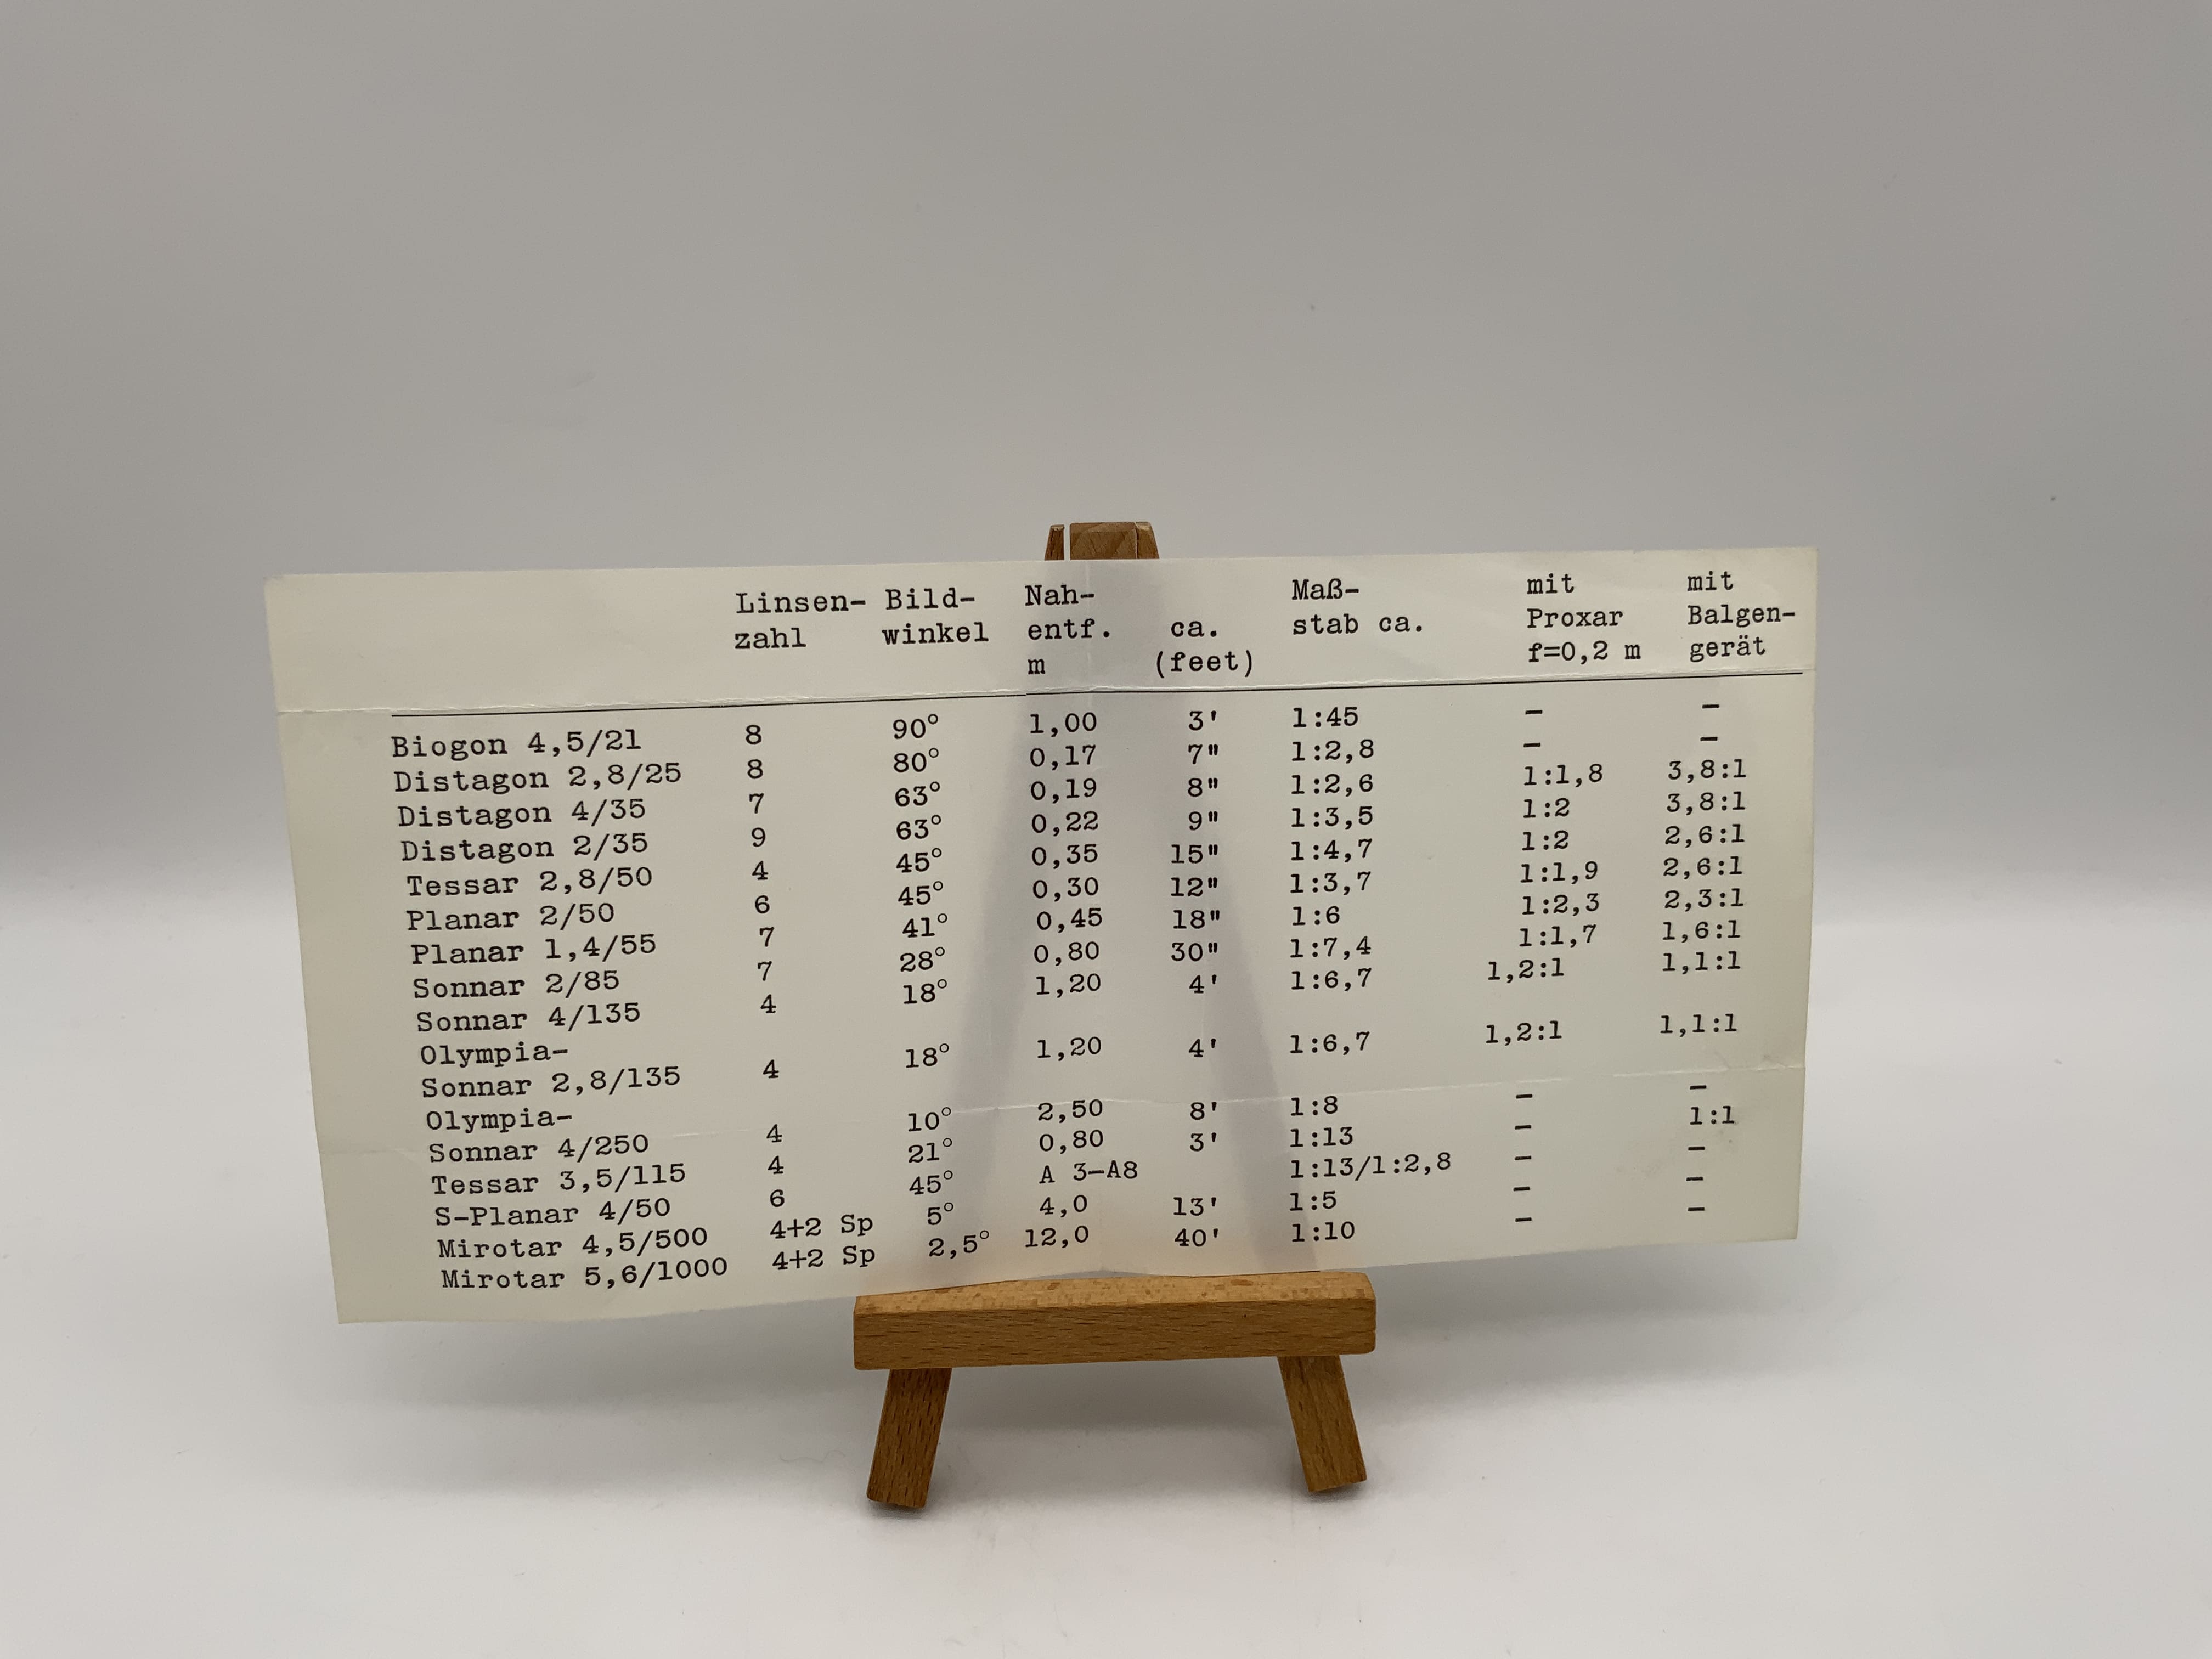 Linsen- Bild- Nah- Maß- mit mit
zahl winkel entf. ca. stab ca. Proxar Balgen-
m (feet) f=0,2 m gerät
Biogon 4,5/21 8 90° 1,00 3' 1:45 – –
Distagon 2,8/25 8 80° 0,17 7" 1:2,8 – –
Distagon 4/35 7 63° 0,19 8" 1:2,6 1:1,8 3,8:1
Distagon 2/35 9 63° 0,22 9" 1:3,5 1:2 3,8:1
Tessar 2,8/50 4 45° 0,35 15" 1:4,7 1:2 2,6:1
Planar 2/50 6 45° 0,30 12" 1:3,7 1:1,9 2,6:1
Planar 1,4/55 7 41° 0,45 18" 1:6 1:2,3 2,3:1
Sonnar 2/85 7 28° 0,80 30" 1:7,4 1:1,7 1,6:1
Sonnar 4/135 4 18° 1,20 4' 1:6,7 1,2:1 1,1:1
Olympia-
Sonnar 2,8/135 4 18° 1,20 4' 1:6,7 1,2:1 1,1:1
Olympia-
Sonnar 4/250 4 10° 2,50 8' 1:8 – –
Tessar 3,5/115 4 21° 0,80 3' 1:13 – 1:1
S-Planar 4/50 6 45° A 3-A8 1:13/1:2,8 – –
Mirotar 4,5/500 4+2 Sp 5° 4,0 13' 1:5 – –
Mirotar 5,6/1000 4+2 Sp 2,5° 12,0 40' 1:10 – –